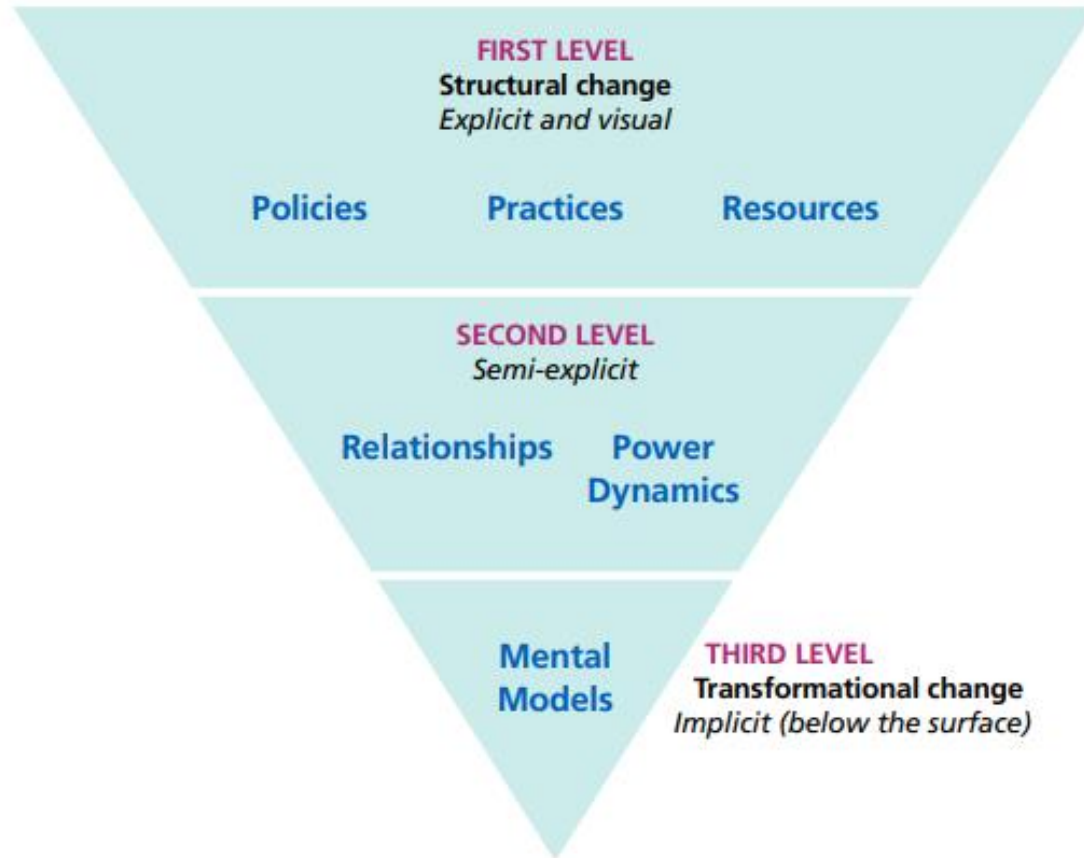 FIRST LEVEL
Structural change
Explicit and visual
Policies Practices Resources
SECOND LEVEL
Semi-explicit
Relationships Power
Dynamics
Mental
Models
THIRD LEVEL
Transformational change
Implicit (below the surface)